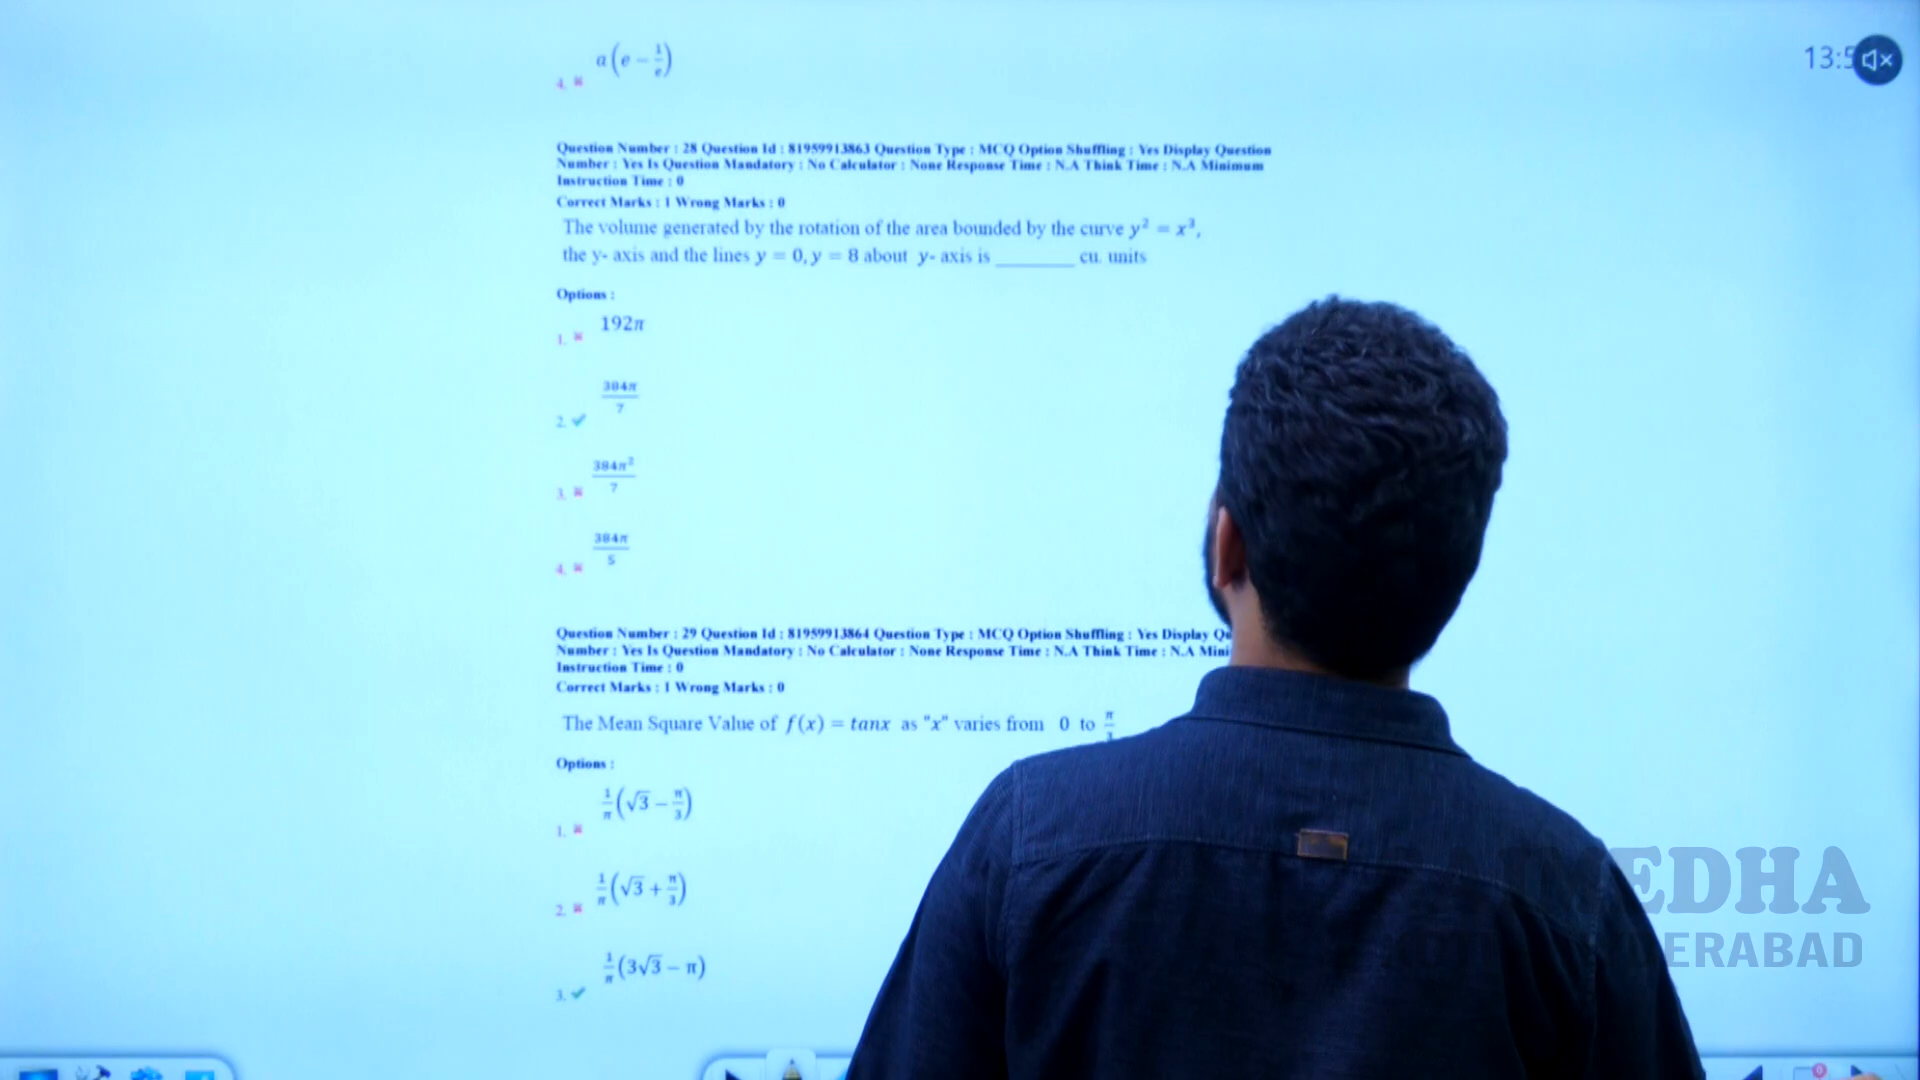 4. ✖ a(e − 1/e)
13:5
Question Number : 28 Question Id : 81959913863 Question Type : MCQ Option Shuffling : Yes Display Question
Number : Yes Is Question Mandatory : No Calculator : None Response Time : N.A Think Time : N.A Minimum
Instruction Time : 0
Correct Marks : 1 Wrong Marks : 0
The volume generated by the rotation of the area bounded by the curve y² = x³,
the y- axis and the lines y = 0, y = 8 about y- axis is ________ cu. units
Options :
1. ✖ 192π
2. ✔ 384π/7
3. ✖ 384π²/7
4. ✖ 384π/5
Question Number : 29 Question Id : 81959913864 Question Type : MCQ Option Shuffling : Yes Display
Number : Yes Is Question Mandatory : No Calculator : None Response Time : N.A Think Time : N.A
Instruction Time : 0
Correct Marks : 1 Wrong Marks : 0
The Mean Square Value of f(x) = tanx as "x" varies from 0 to π/3
Options :
1. ✖ 1/π(√3 − π/3)
2. ✖ 1/π(√3 + π/3)
3. ✔ 1/π(3√3 − π)
EDHA
ERABAD